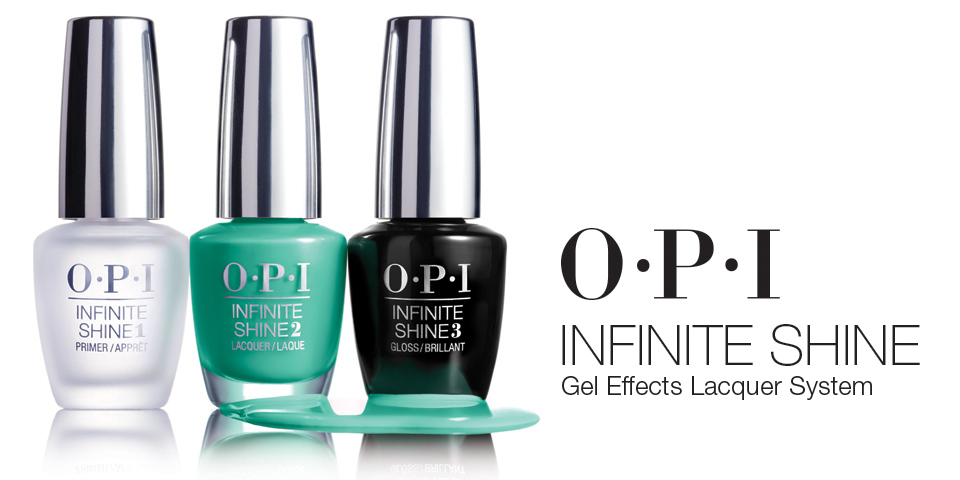 O·P·I
INFINITE
SHINE1
PRIMER/APPRÊT
O·P·I
INFINITE
SHINE2
LACQUER/LAQUE
O·P·I
INFINITE
SHINE3
GLOSS/BRILLANT
O·P·I
INFINITE SHINE
Gel Effects Lacquer System